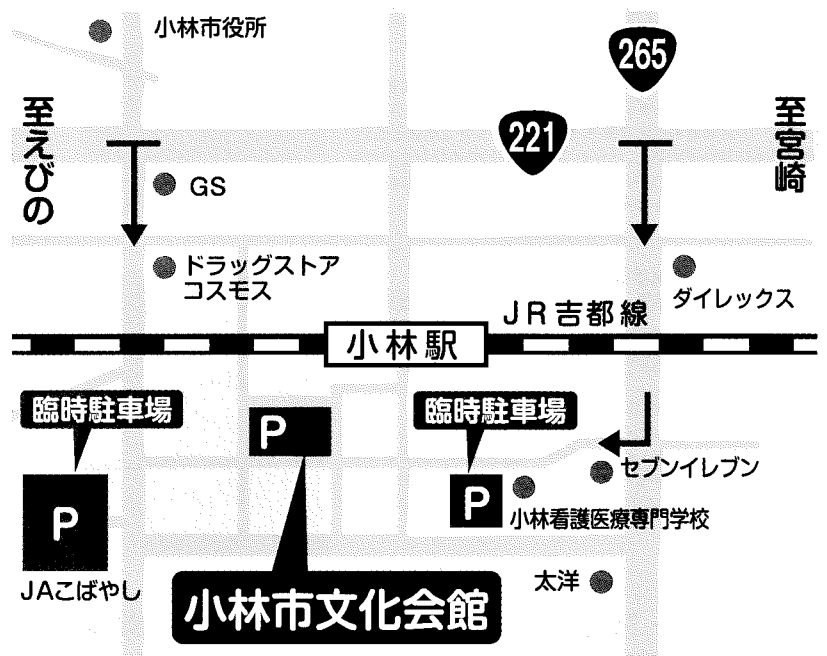 小林市役所
265
221
至えびの
至宮崎
GS
ドラッグストア
コスモス
ダイレックス
JR吉都線
小林駅
臨時駐車場
臨時駐車場
P
P
P
セブンイレブン
小林看護医療専門学校
JAこばやし
太洋
小林市文化会館